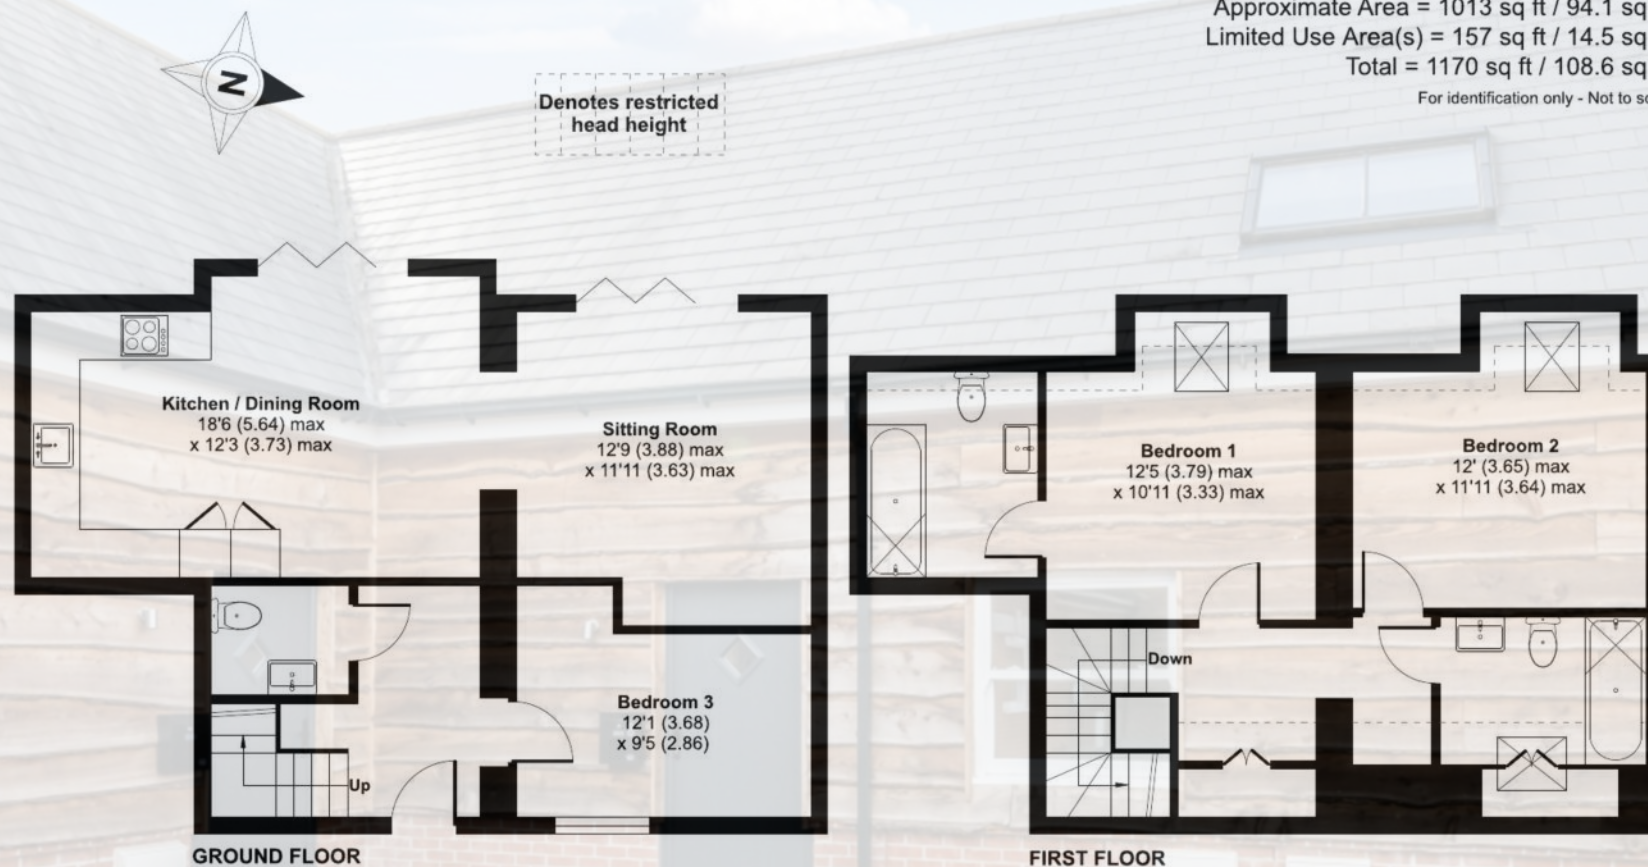 Approximate Area = 1013 sq ft / 94.1 sq
Limited Use Area(s) = 157 sq ft / 14.5 sq
Total = 1170 sq ft / 108.6 sq
For identification only - Not to sc
N
Denotes restricted
head height
Kitchen / Dining Room
18'6 (5.64) max
x 12'3 (3.73) max
Sitting Room
12'9 (3.88) max
x 11'11 (3.63) max
Bedroom 1
12'5 (3.79) max
x 10'11 (3.33) max
Bedroom 2
12' (3.65) max
x 11'11 (3.64) max
Bedroom 3
12'1 (3.68)
x 9'5 (2.86)
Up
Down
GROUND FLOOR
FIRST FLOOR